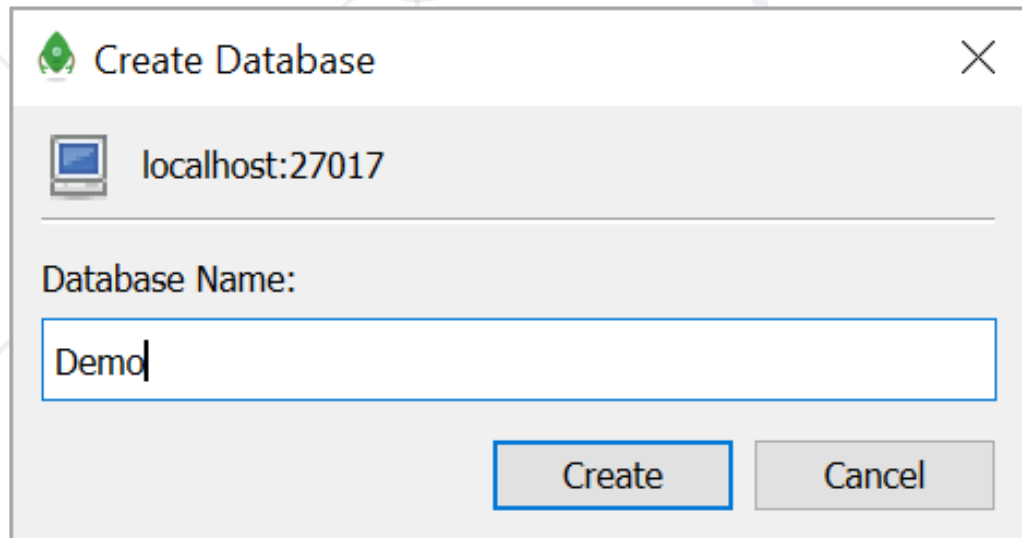 Create Database
localhost:27017
Database Name:
Demo
Create Cancel